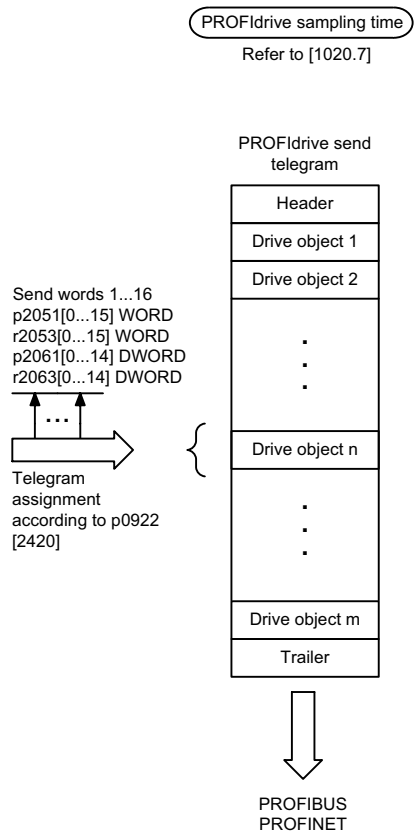 PROFIdrive sampling time
Refer to [1020.7]
PROFIdrive send
telegram
Header
Drive object 1
Drive object 2
Send words 1...16
p2051[0...15] WORD
r2053[0...15] WORD
p2061[0...14] DWORD
r2063[0...14] DWORD
...
Drive object n
Telegram
assignment
according to p0922
[2420]
Drive object m
Trailer
PROFIBUS
PROFINET